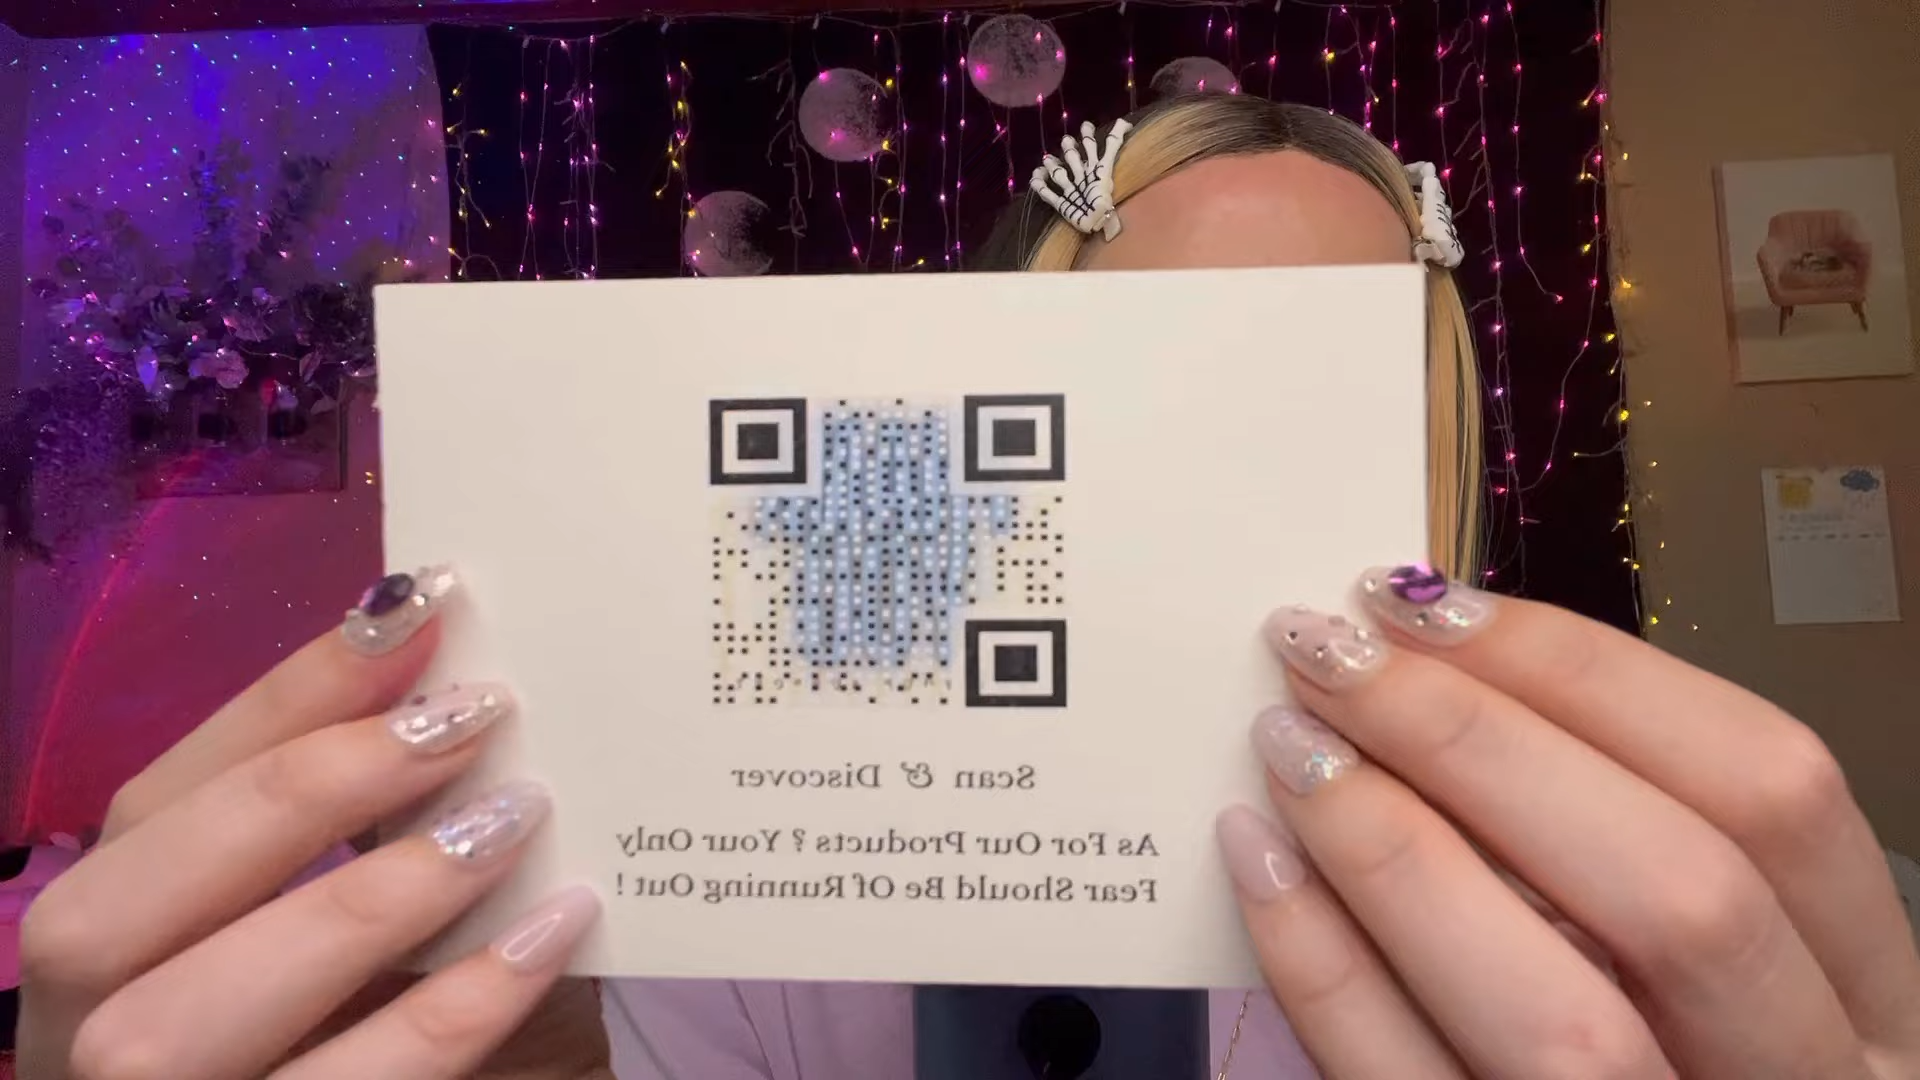 Scan & Discover
As For Our Products ? Your Only
Fear Should Be Of Running Out !